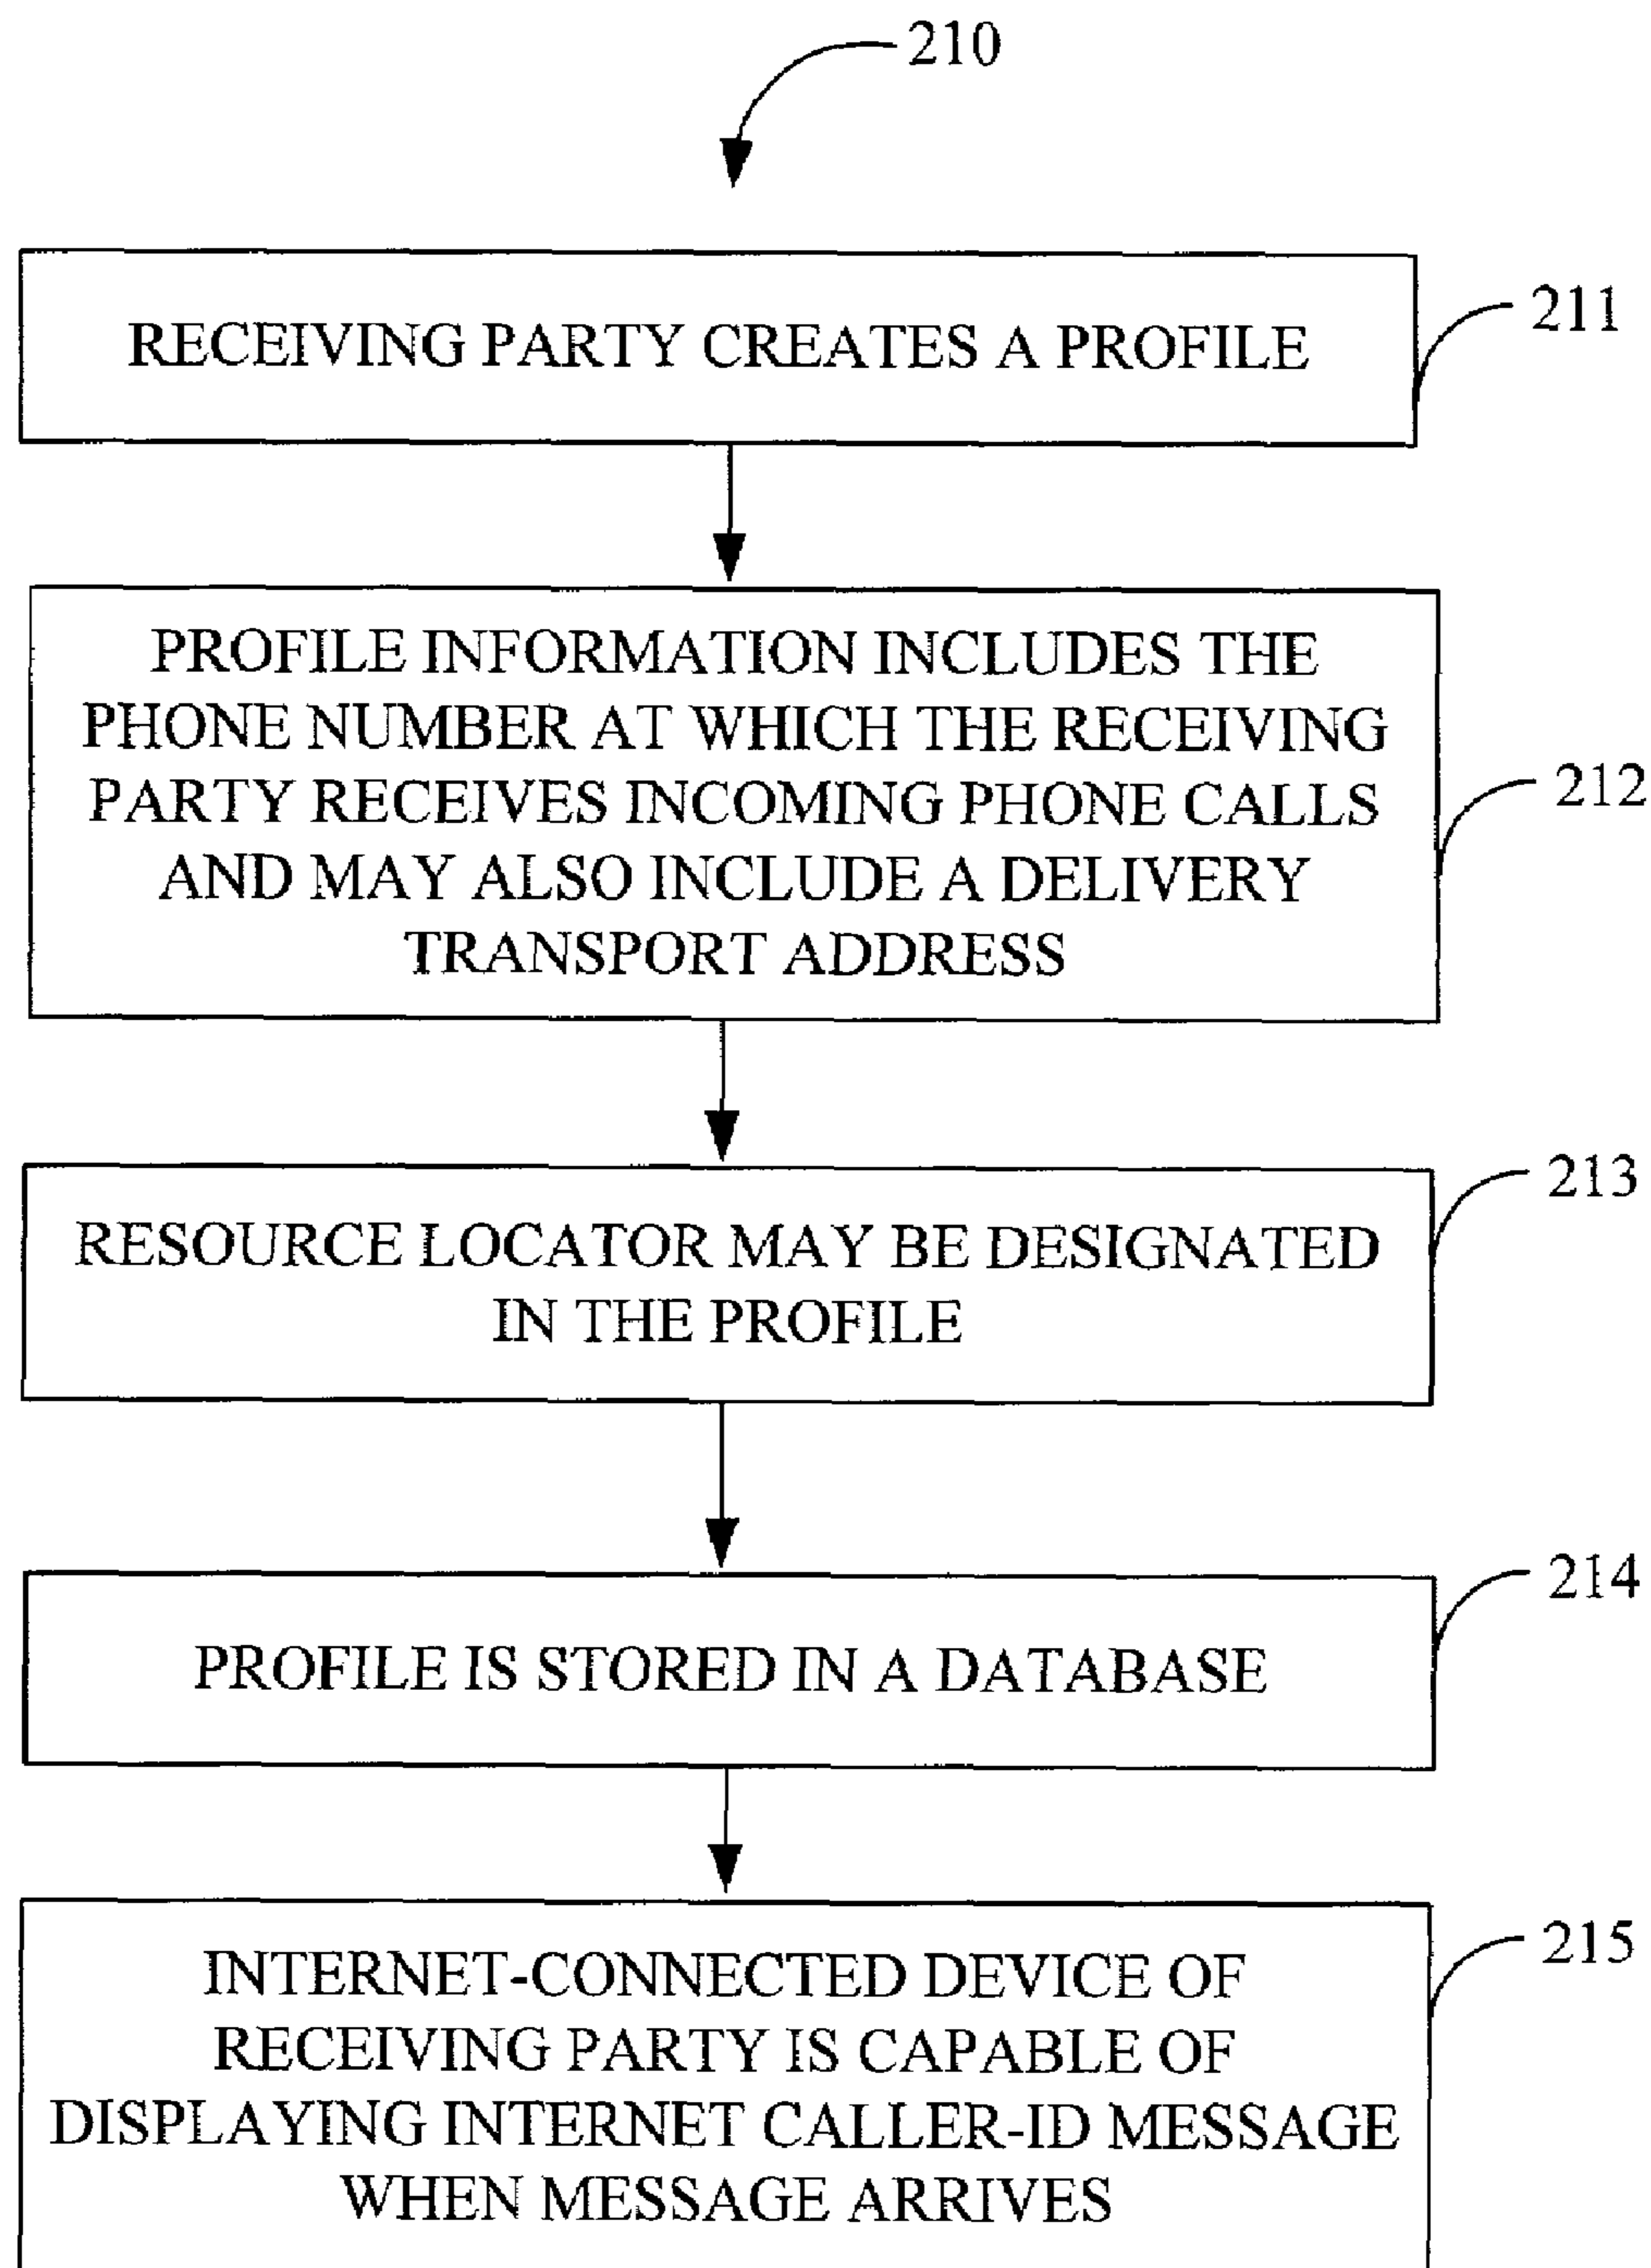 210
RECEIVING PARTY CREATES A PROFILE
211
PROFILE INFORMATION INCLUDES THE
PHONE NUMBER AT WHICH THE RECEIVING
PARTY RECEIVES INCOMING PHONE CALLS
AND MAY ALSO INCLUDE A DELIVERY
TRANSPORT ADDRESS
212
RESOURCE LOCATOR MAY BE DESIGNATED
IN THE PROFILE
213
PROFILE IS STORED IN A DATABASE
214
INTERNET-CONNECTED DEVICE OF
RECEIVING PARTY IS CAPABLE OF
DISPLAYING INTERNET CALLER-ID MESSAGE
WHEN MESSAGE ARRIVES
215